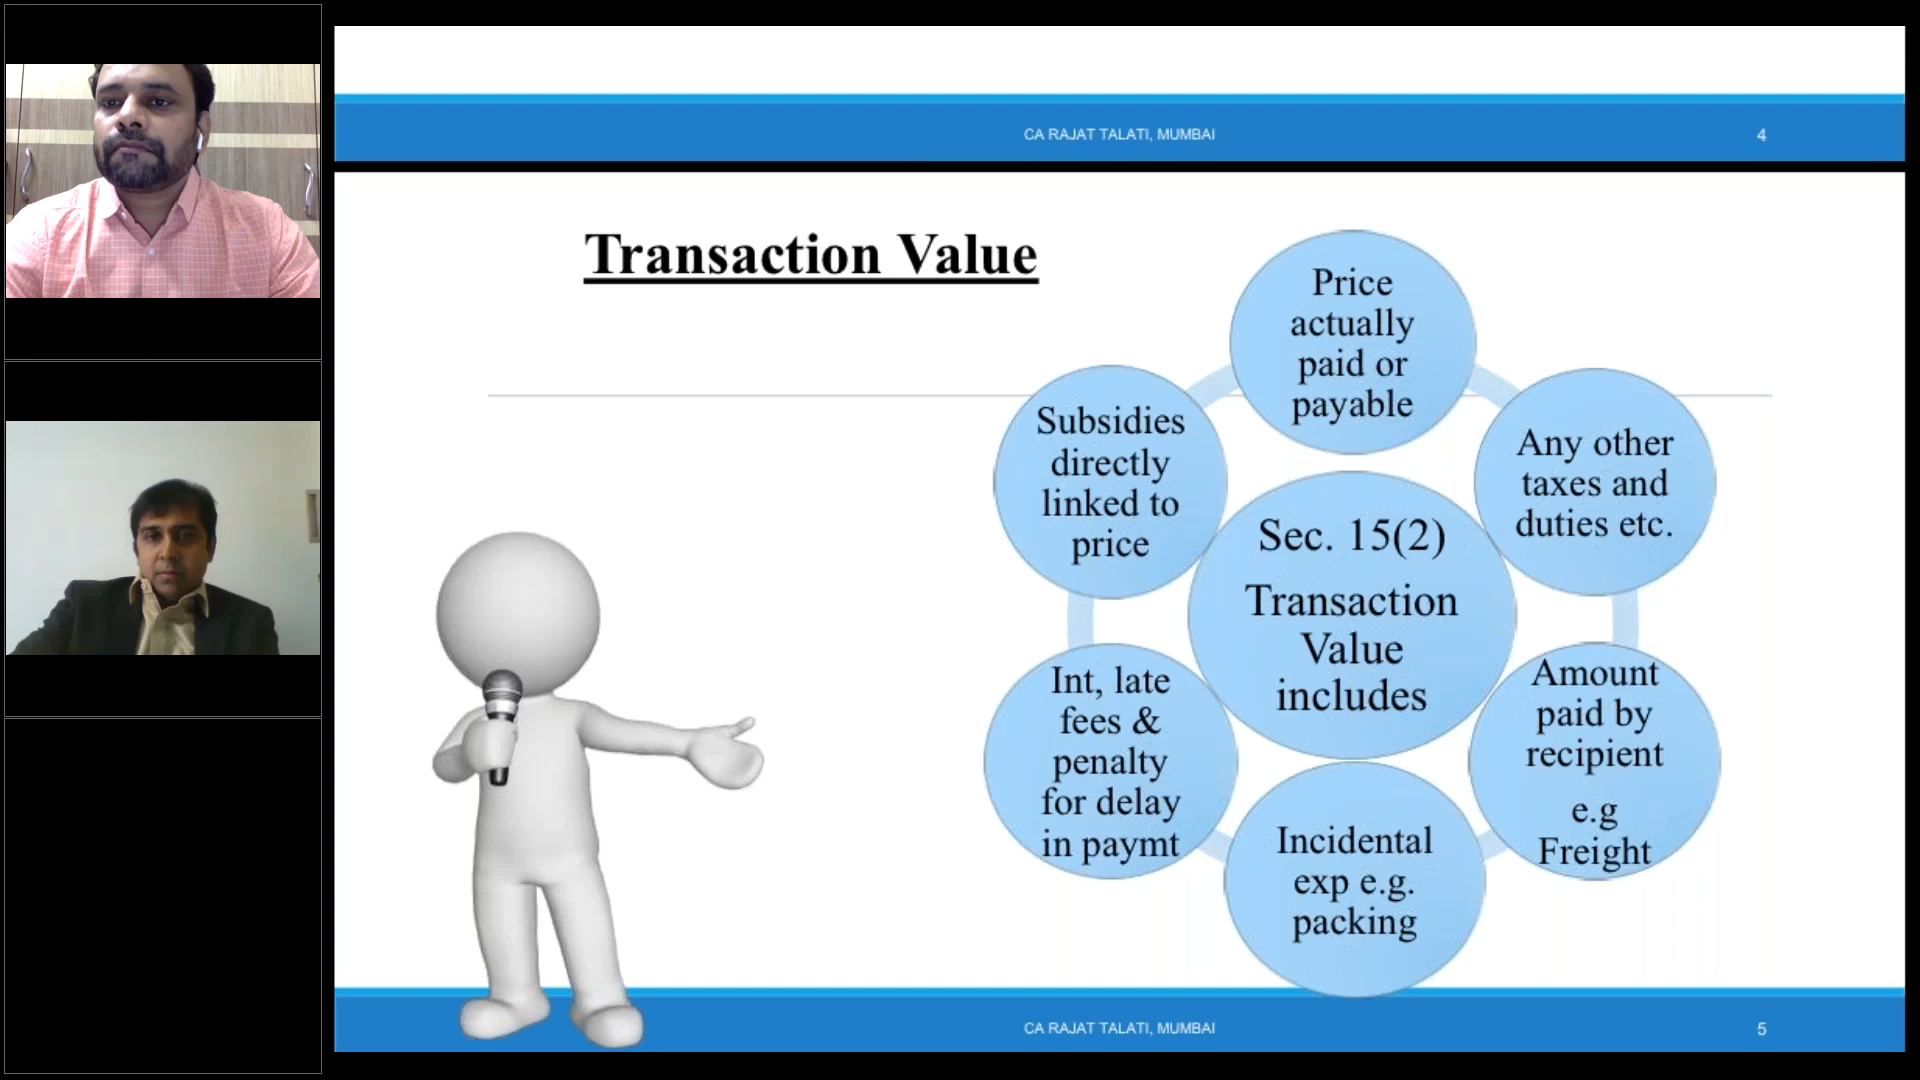 CA RAJAT TALATI, MUMBAI
4
Transaction Value
Price
actually
paid or
payable
Any other
taxes and
duties etc.
Amount
paid by
recipient
e.g
Freight
Incidental
exp e.g.
packing
Int, late
fees &
penalty
for delay
in paymt
Subsidies
directly
linked to
price
Sec. 15(2)
Transaction
Value
includes
CA RAJAT TALATI, MUMBAI
5